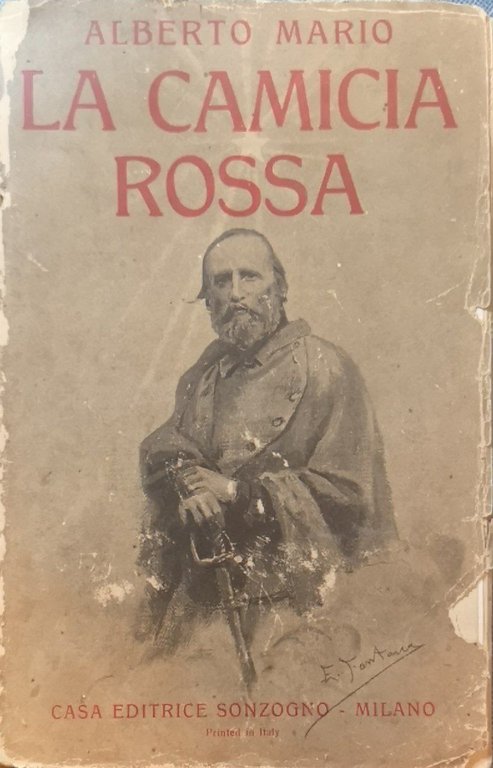 ALBERTO MARIO
LA CAMICIA
ROSSA
E. Fontana
CASA EDITRICE SONZOGNO - MILANO
Printed in Italy